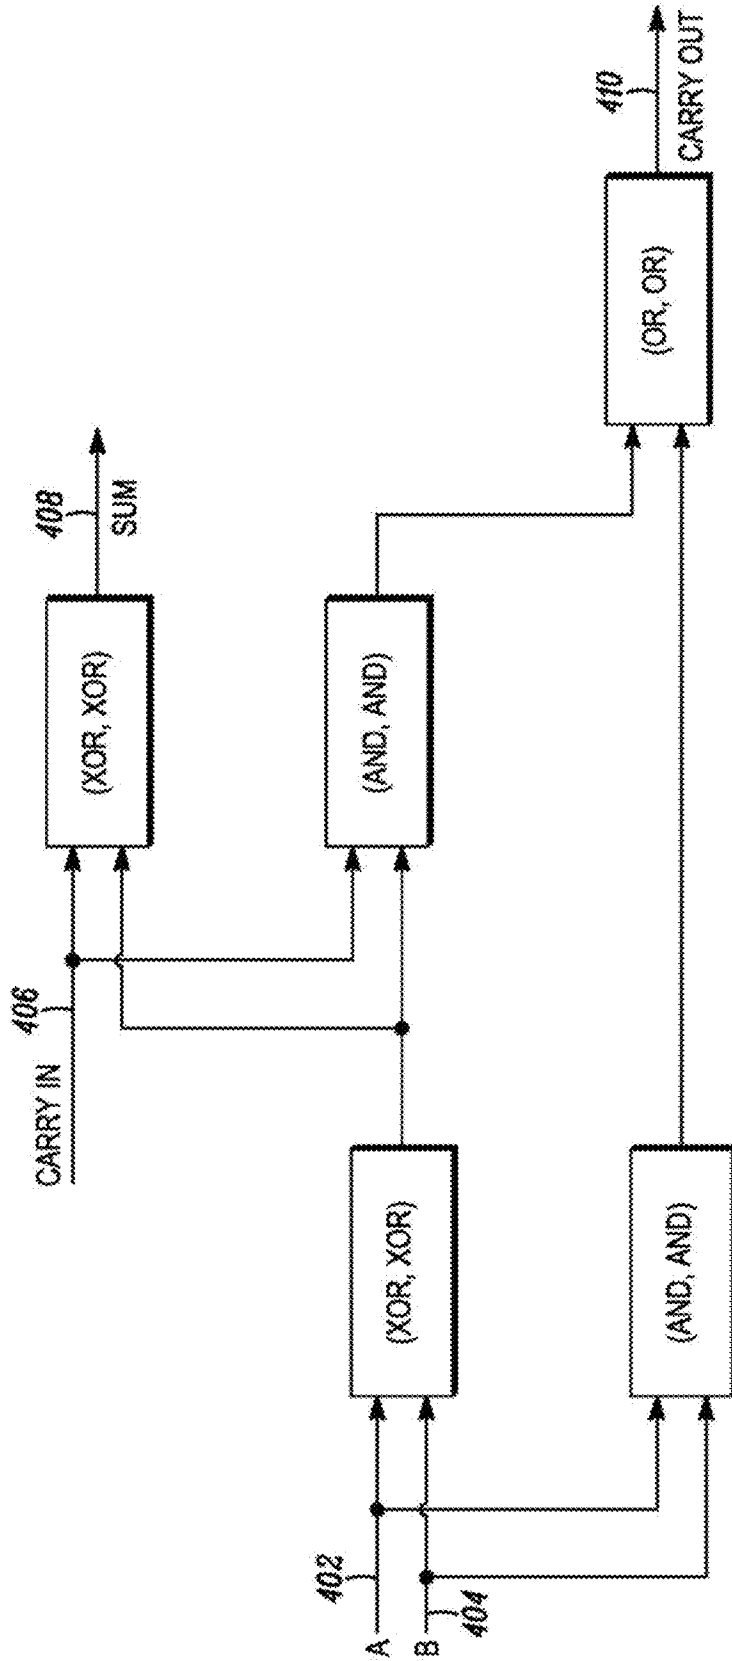 406
CARRY IN
(XOR, XOR)
408
SUM
402
A
B
404
(XOR, XOR)
(AND, AND)
(AND, AND)
(OR, OR)
410
CARRY OUT